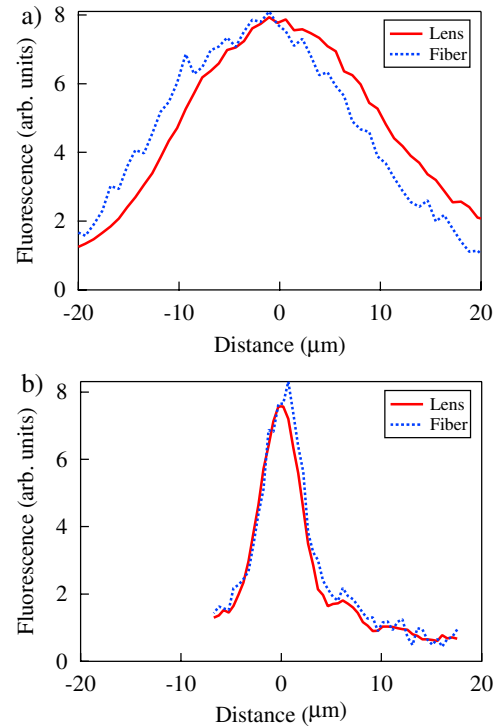 a)
8
6
4
2
0
Fluorescence (arb. units)
Lens
Fiber
-20 -10 0 10 20
Distance (μm)
b)
8
6
4
2
0
Fluorescence (arb. units)
Lens
Fiber
-20 -10 0 10 20
Distance (μm)